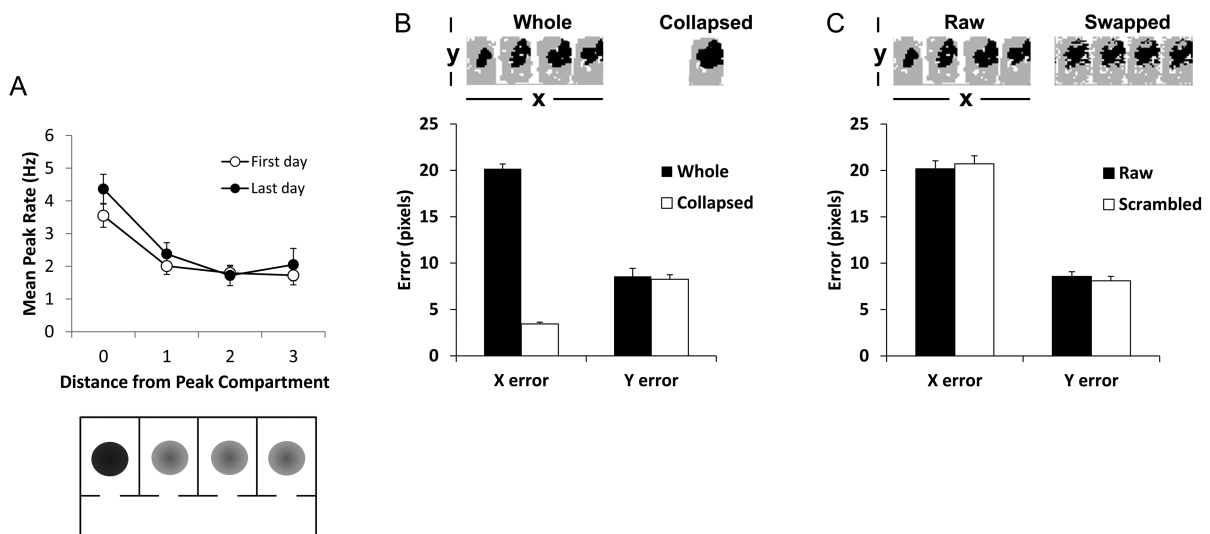 A
6
5
4
3
2
1
0
Mean Peak Rate (Hz)
First day
Last day
0 1 2 3
Distance from Peak Compartment
B
Whole Collapsed
y
x
25
20
15
10
5
0
Error (pixels)
Whole
Collapsed
X error Y error
C
Raw Swapped
y
x
25
20
15
10
5
0
Error (pixels)
Raw
Scrambled
X error Y error